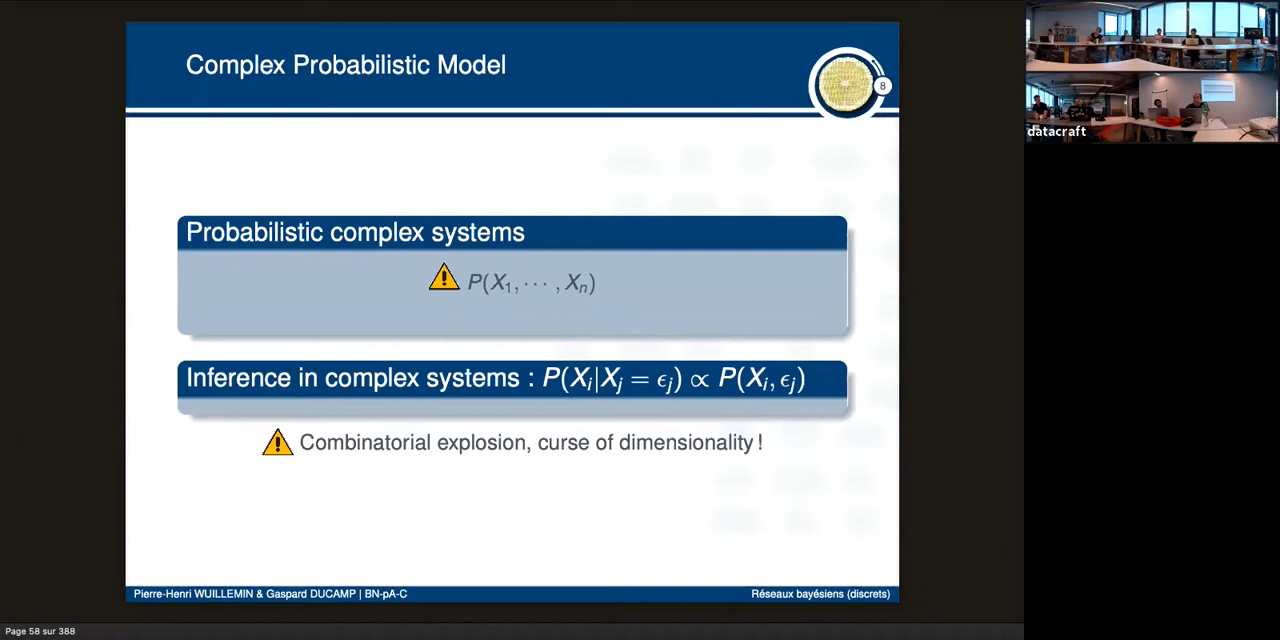 Complex Probabilistic Model
8
Probabilistic complex systems
P(X₁, ⋯ , Xₙ)
Inference in complex systems : P(Xᵢ|Xⱼ = ϵⱼ) ∝ P(Xᵢ, ϵⱼ)
Combinatorial explosion, curse of dimensionality !
Pierre-Henri WUILLEMIN & Gaspard DUCAMP | BN-pA-C
Réseaux bayésiens (discrets)
Page 58 sur 388
datacraft